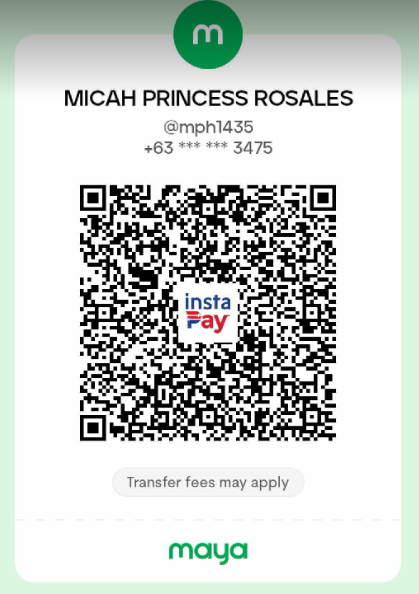 m
MICAH PRINCESS ROSALES
@mph1435
+63 *** *** 3475
insta
Pay
Transfer fees may apply
maya